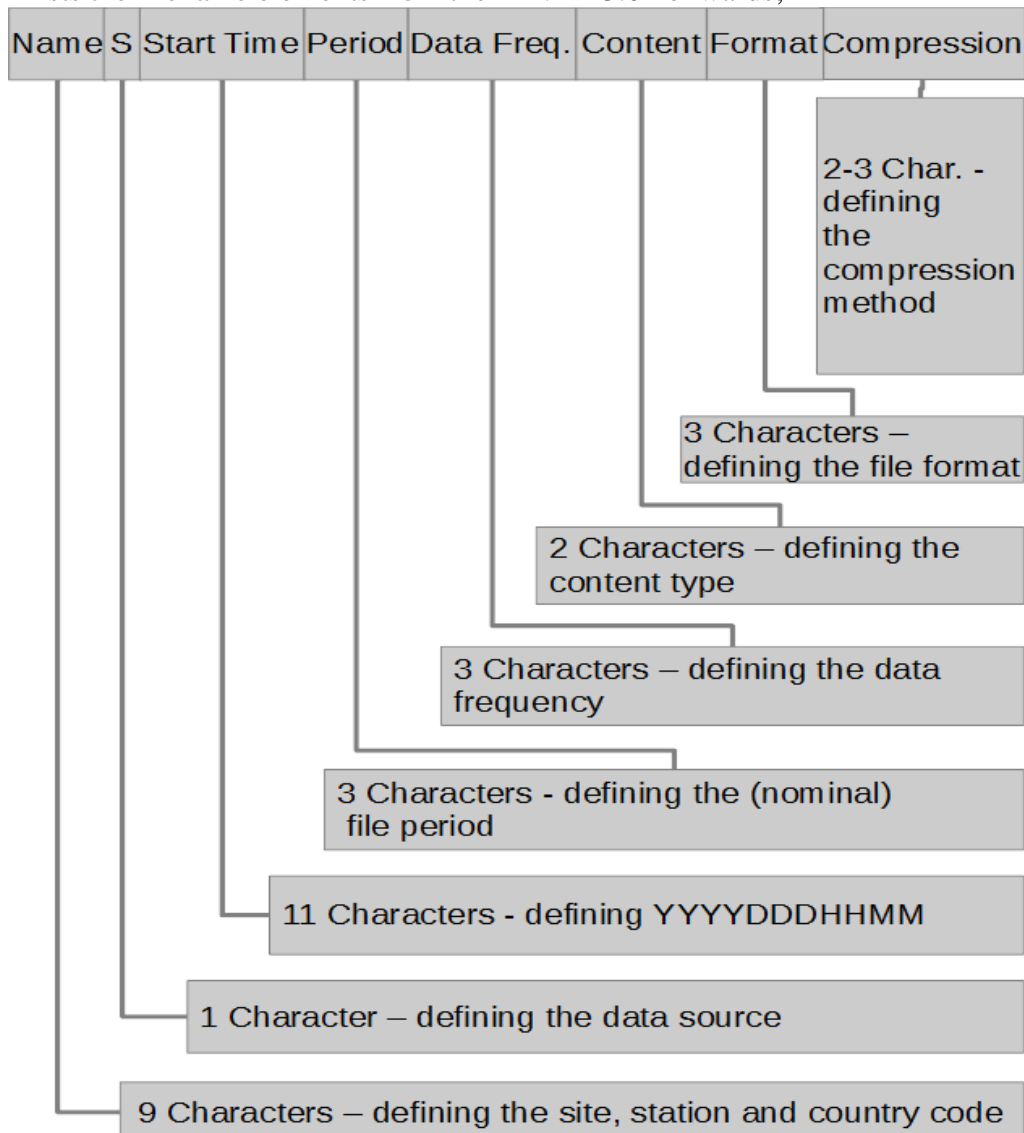 Name S Start Time Period Data Freq. Content Format Compression
2-3 Char. -
defining
the
compression
method
3 Characters –
defining the file format
2 Characters – defining the
content type
3 Characters – defining the data
frequency
3 Characters - defining the (nominal)
file period
11 Characters - defining YYYYDDDHHMM
1 Character – defining the data source
9 Characters – defining the site, station and country code